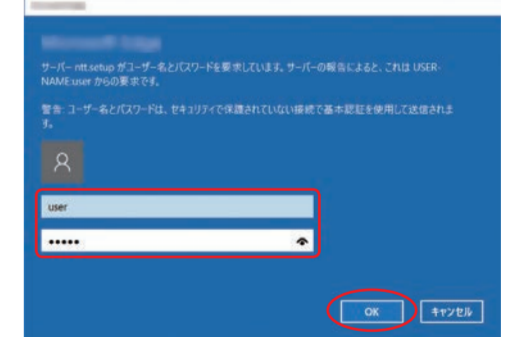 サーバー ntt.setup がユーザー名とパスワードを要求しています。サーバーの報告によると、これは USER-
NAME:user からの要求です。
警告: ユーザー名とパスワードは、セキュリティで保護されていない接続で基本認証を使用して送信されま
す。
user
•••••
OK キャンセル